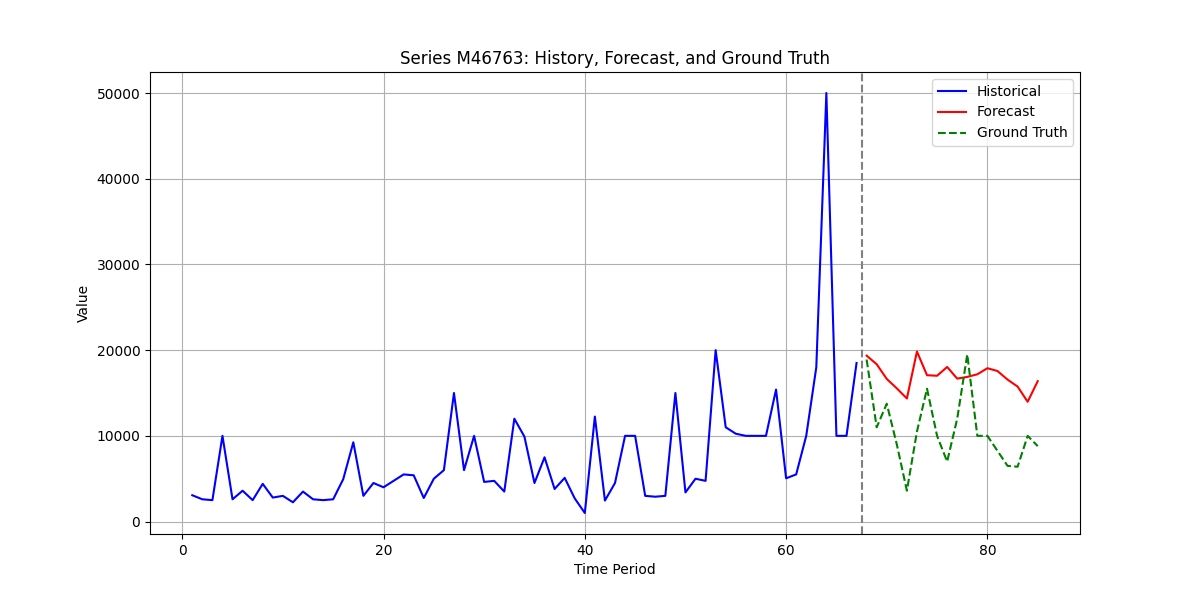 Series M46763: History, Forecast, and Ground Truth
Historical
Forecast
Ground Truth
50000
40000
30000
20000
10000
0
Value
0 20 40 60 80
Time Period